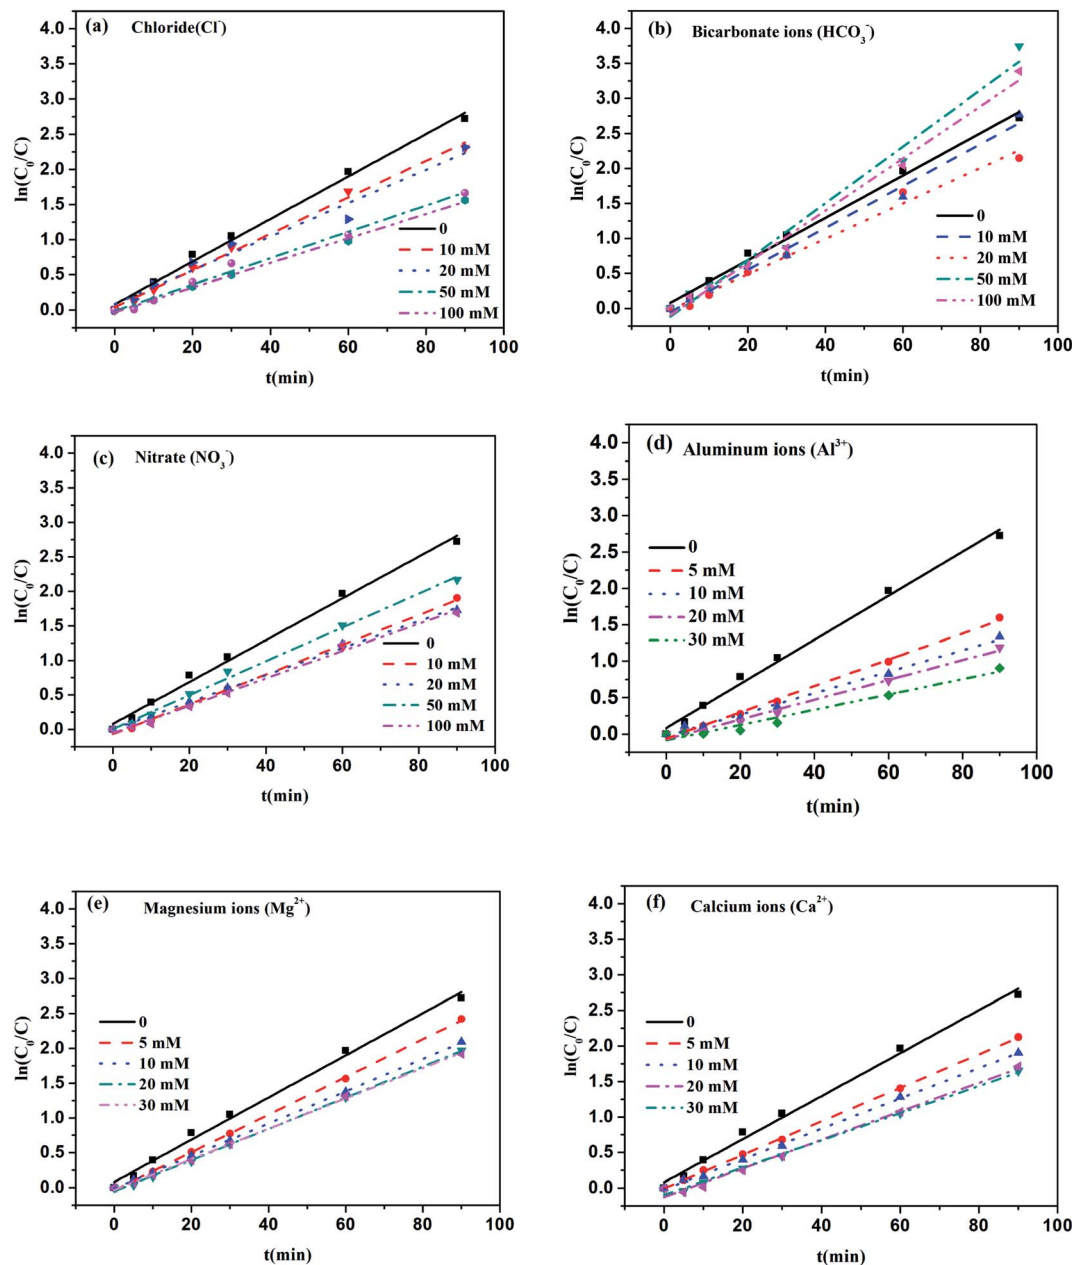 (a) Chloride(Cl⁻)
ln(C₀/C)
4.0
3.5
3.0
2.5
2.0
1.5
1.0
0.5
0.0
0
10 mM
20 mM
50 mM
100 mM
0 20 40 60 80 100
t(min)
(b) Bicarbonate ions (HCO₃⁻)
ln(C₀/C)
4.0
3.5
3.0
2.5
2.0
1.5
1.0
0.5
0.0
0
10 mM
20 mM
50 mM
100 mM
0 20 40 60 80 100
t(min)
(c) Nitrate (NO₃⁻)
ln(C₀/C)
4.0
3.5
3.0
2.5
2.0
1.5
1.0
0.5
0.0
0
10 mM
20 mM
50 mM
100 mM
0 20 40 60 80 100
t(min)
(d) Aluminum ions (Al³⁺)
ln(C₀/C)
4.0
3.5
3.0
2.5
2.0
1.5
1.0
0.5
0.0
0
5 mM
10 mM
20 mM
30 mM
0 20 40 60 80 100
t(min)
(e) Magnesium ions (Mg²⁺)
ln(C₀/C)
4.0
3.5
3.0
2.5
2.0
1.5
1.0
0.5
0.0
0
5 mM
10 mM
20 mM
30 mM
0 20 40 60 80 100
t(min)
(f) Calcium ions (Ca²⁺)
ln(C₀/C)
4.0
3.5
3.0
2.5
2.0
1.5
1.0
0.5
0.0
0
5 mM
10 mM
20 mM
30 mM
0 20 40 60 80 100
t(min)